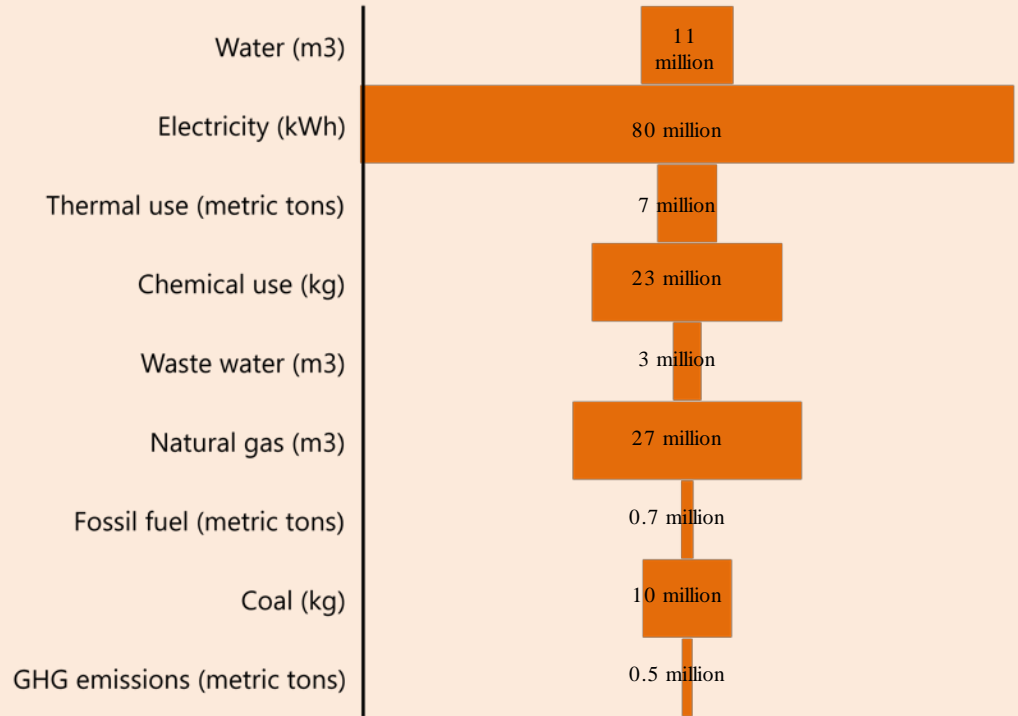 Water (m3)
11
million
Electricity (kWh)
80 million
Thermal use (metric tons)
7 million
Chemical use (kg)
23 million
Waste water (m3)
3 million
Natural gas (m3)
27 million
Fossil fuel (metric tons)
0.7 million
Coal (kg)
10 million
GHG emissions (metric tons)
0.5 million